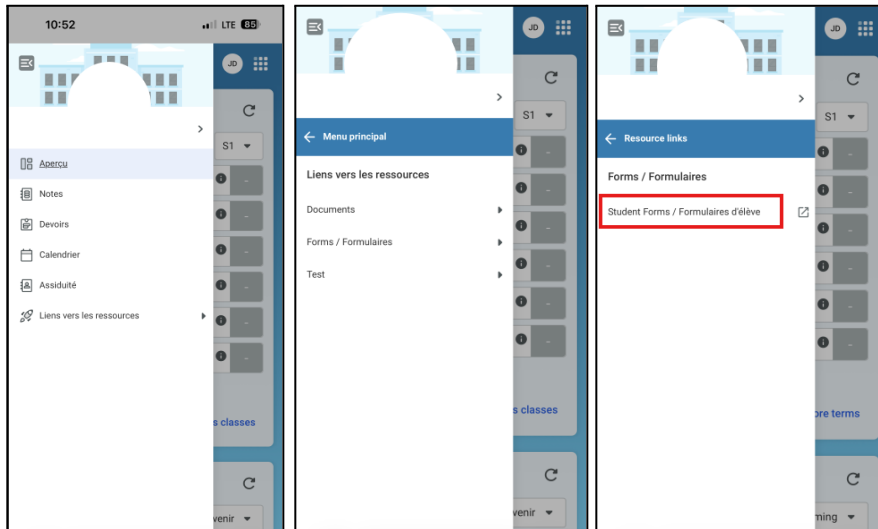 10:52
LTE 85
JD
S1
Aperçu
Notes
Devoirs
Calendrier
Assiduité
Liens vers les ressources
s classes
venir
JD
S1
Menu principal
Liens vers les ressources
Documents
Forms / Formulaires
Test
s classes
venir
JD
S1
Resource links
Forms / Formulaires
Student Forms / Formulaires d'élève
ore terms
ming